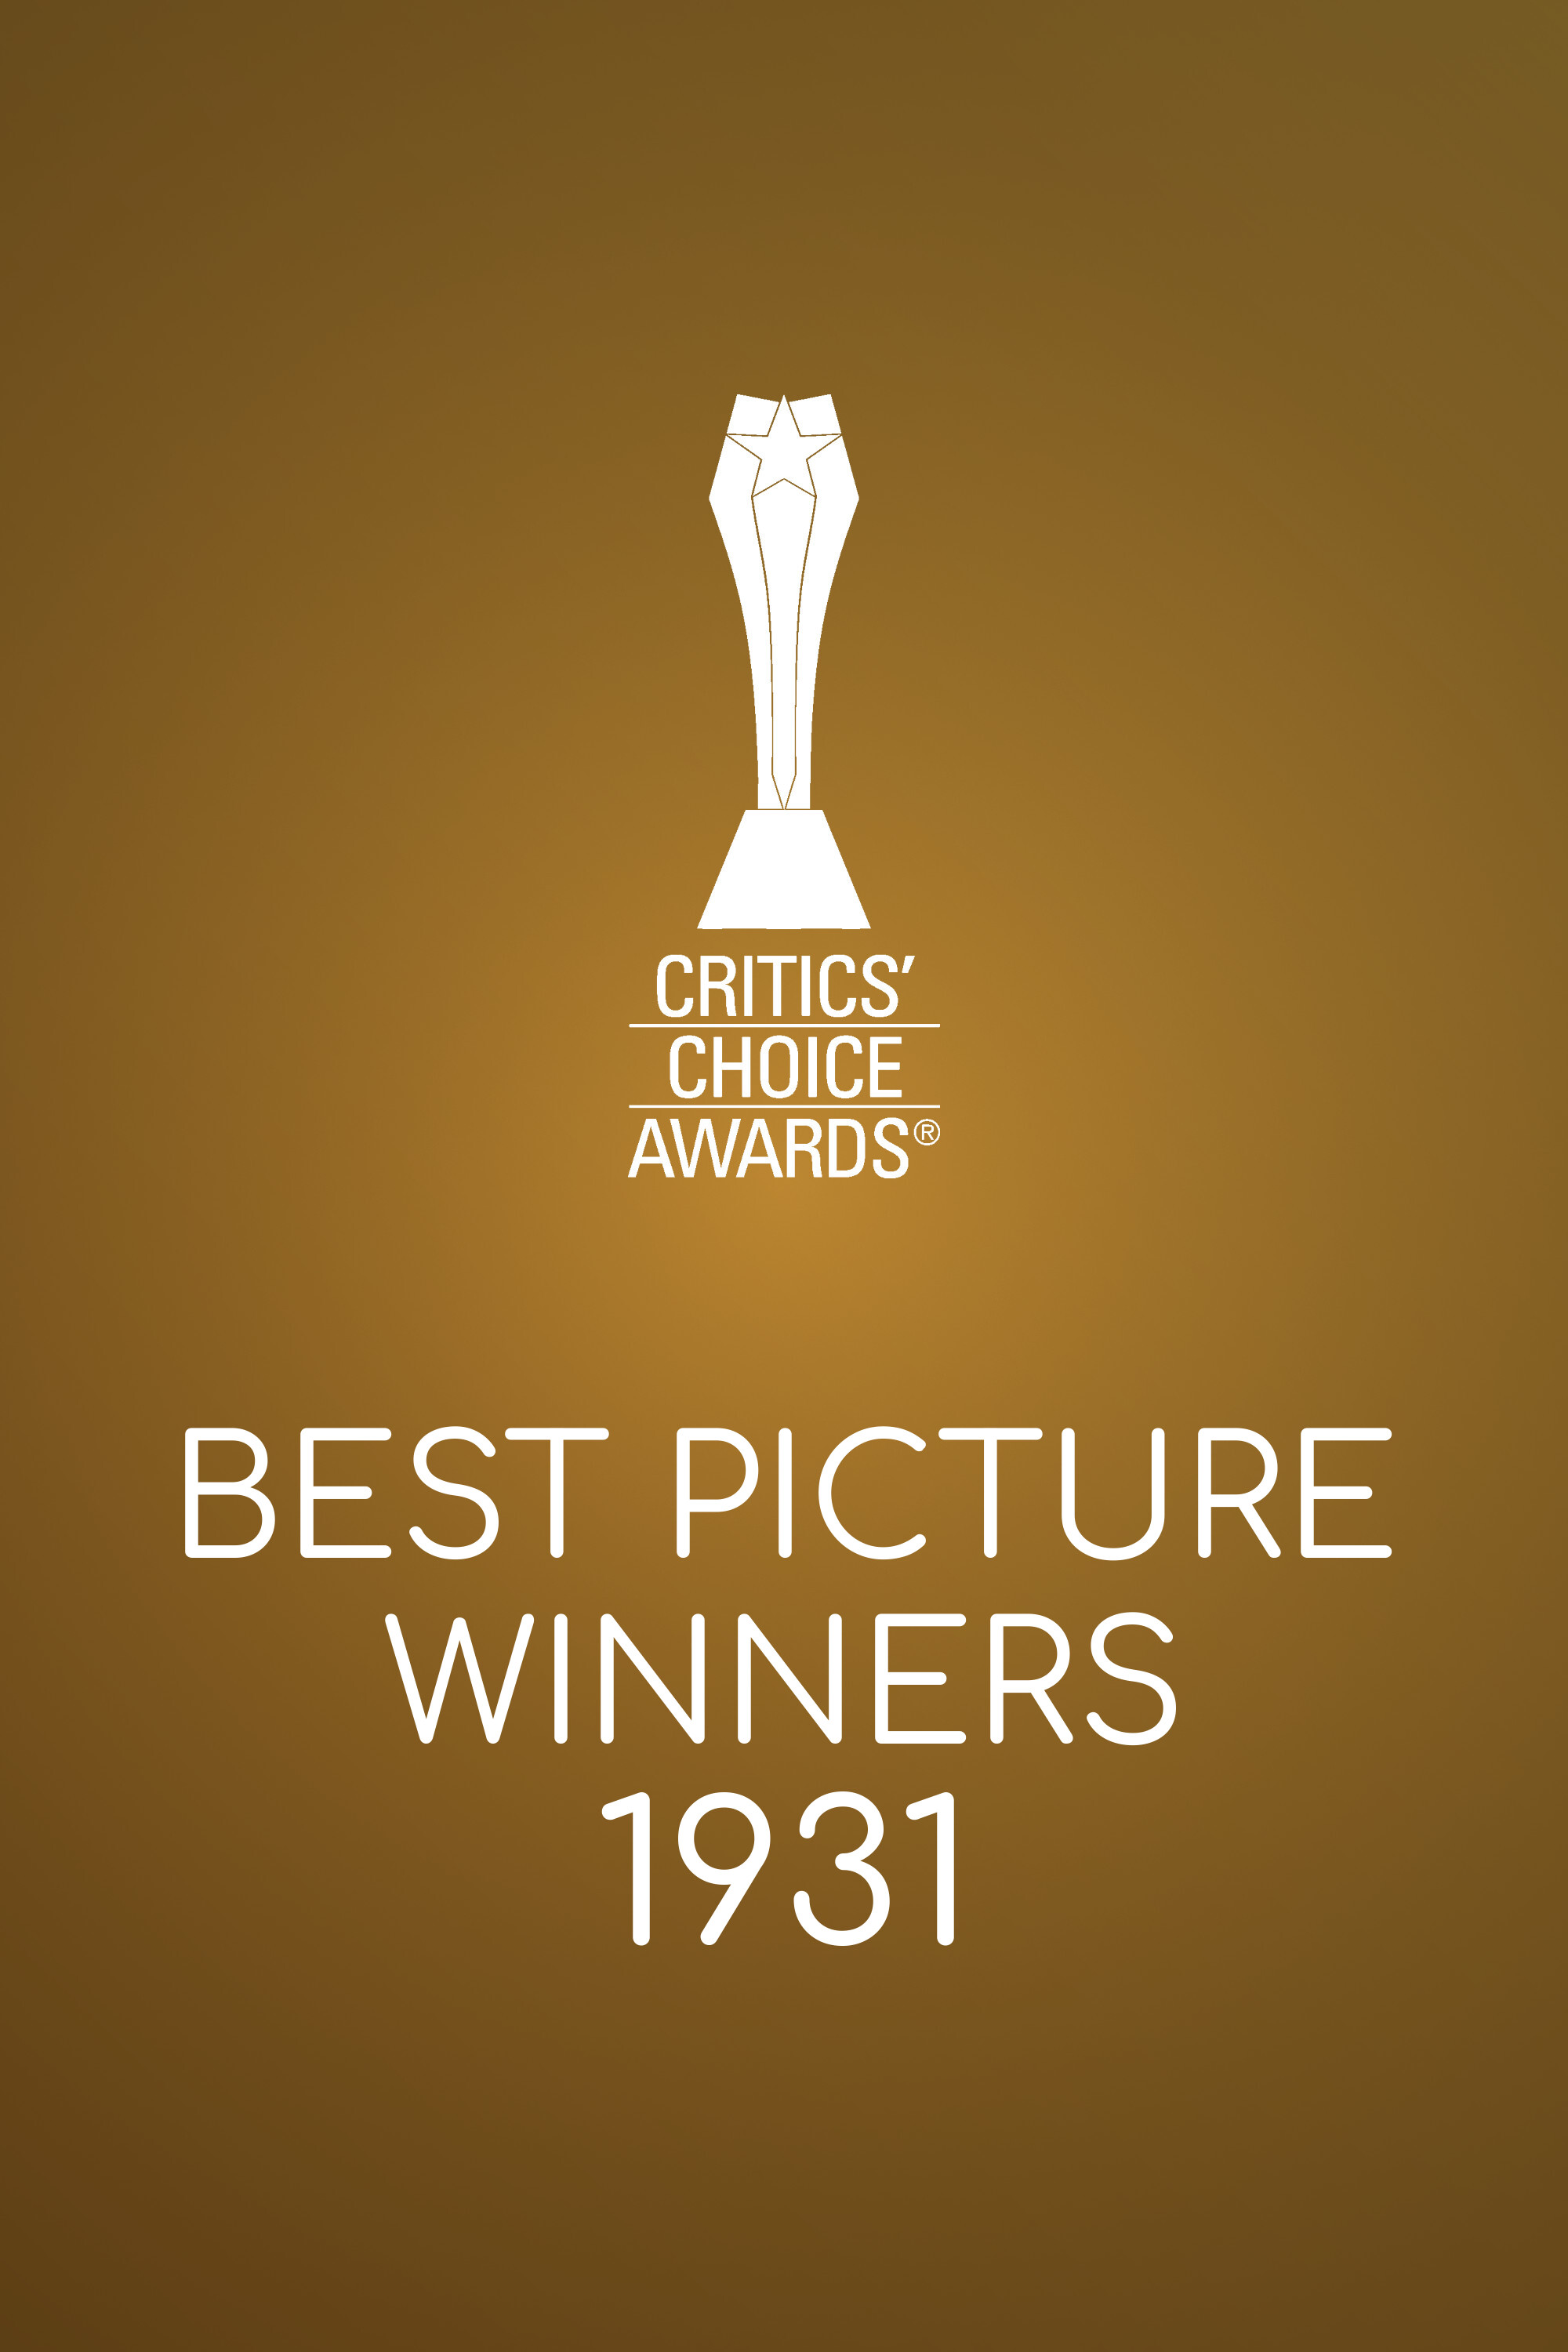 CRITICS'
CHOICE
AWARDS®
BEST PICTURE
WINNERS
1931